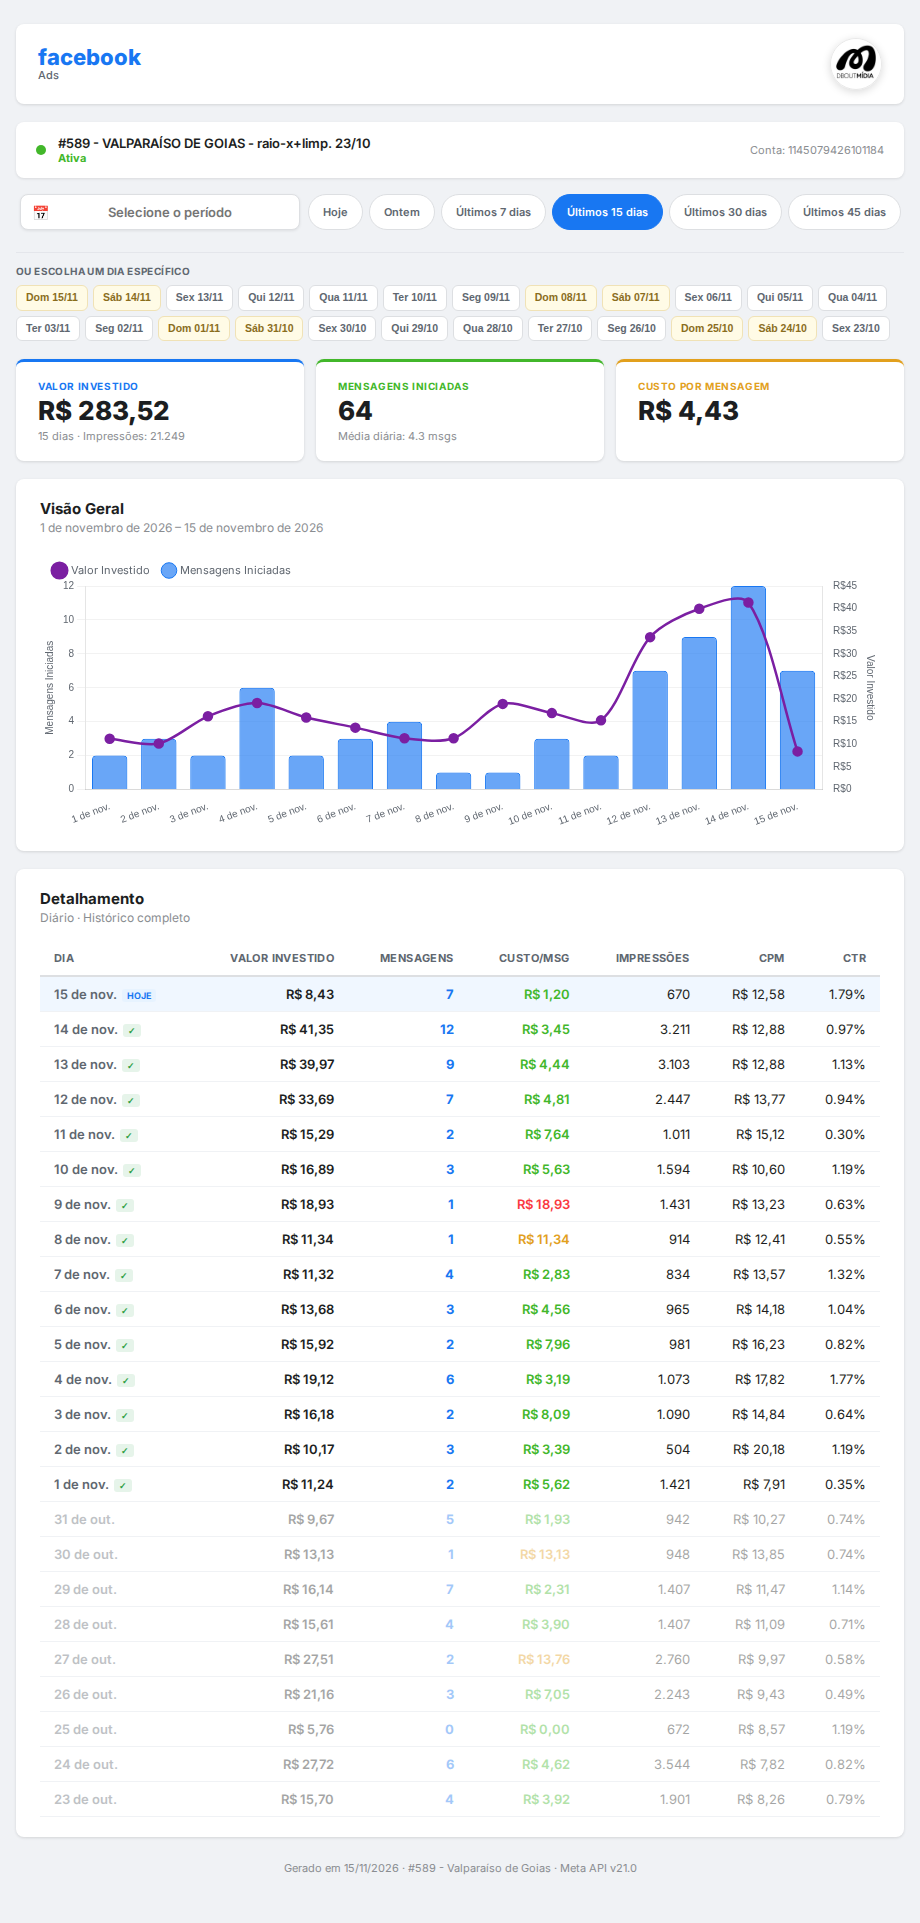 facebook
Ads
DBOUTMÍDIA
#589 - VALPARAÍSO DE GOIAS - raio-x+limp. 23/10
Ativa
Conta: 1145079426101184
Selecione o período
Hoje
Ontem
Últimos 7 dias
Últimos 15 dias
Últimos 30 dias
Últimos 45 dias
OU ESCOLHA UM DIA ESPECÍFICO
Dom 15/11 Sáb 14/11 Sex 13/11 Qui 12/11 Qua 11/11 Ter 10/11 Seg 09/11 Dom 08/11 Sáb 07/11 Sex 06/11 Qui 05/11 Qua 04/11
Ter 03/11 Seg 02/11 Dom 01/11 Sáb 31/10 Sex 30/10 Qui 29/10 Qua 28/10 Ter 27/10 Seg 26/10 Dom 25/10 Sáb 24/10 Sex 23/10
VALOR INVESTIDO
R$ 283,52
15 dias · Impressões: 21.249
MENSAGENS INICIADAS
64
Média diária: 4.3 msgs
CUSTO POR MENSAGEM
R$ 4,43
Visão Geral
1 de novembro de 2026 – 15 de novembro de 2026
Valor Investido Mensagens Iniciadas
Mensagens Iniciadas
12
10
8
6
4
2
0
R$45
R$40
R$35
R$30
R$25
R$20
R$15
R$10
R$5
R$0
Valor Investido
1 de nov. 2 de nov. 3 de nov. 4 de nov. 5 de nov. 6 de nov. 7 de nov. 8 de nov. 9 de nov. 10 de nov. 11 de nov. 12 de nov. 13 de nov. 14 de nov. 15 de nov.
Detalhamento
Diário · Histórico completo
DIA VALOR INVESTIDO MENSAGENS CUSTO/MSG IMPRESSÕES CPM CTR
15 de nov. HOJE R$ 8,43 7 R$ 1,20 670 R$ 12,58 1.79%
14 de nov. ✓ R$ 41,35 12 R$ 3,45 3.211 R$ 12,88 0.97%
13 de nov. ✓ R$ 39,97 9 R$ 4,44 3.103 R$ 12,88 1.13%
12 de nov. ✓ R$ 33,69 7 R$ 4,81 2.447 R$ 13,77 0.94%
11 de nov. ✓ R$ 15,29 2 R$ 7,64 1.011 R$ 15,12 0.30%
10 de nov. ✓ R$ 16,89 3 R$ 5,63 1.594 R$ 10,60 1.19%
9 de nov. ✓ R$ 18,93 1 R$ 18,93 1.431 R$ 13,23 0.63%
8 de nov. ✓ R$ 11,34 1 R$ 11,34 914 R$ 12,41 0.55%
7 de nov. ✓ R$ 11,32 4 R$ 2,83 834 R$ 13,57 1.32%
6 de nov. ✓ R$ 13,68 3 R$ 4,56 965 R$ 14,18 1.04%
5 de nov. ✓ R$ 15,92 2 R$ 7,96 981 R$ 16,23 0.82%
4 de nov. ✓ R$ 19,12 6 R$ 3,19 1.073 R$ 17,82 1.77%
3 de nov. ✓ R$ 16,18 2 R$ 8,09 1.090 R$ 14,84 0.64%
2 de nov. ✓ R$ 10,17 3 R$ 3,39 504 R$ 20,18 1.19%
1 de nov. ✓ R$ 11,24 2 R$ 5,62 1.421 R$ 7,91 0.35%
31 de out. R$ 9,67 5 R$ 1,93 942 R$ 10,27 0.74%
30 de out. R$ 13,13 1 R$ 13,13 948 R$ 13,85 0.74%
29 de out. R$ 16,14 7 R$ 2,31 1.407 R$ 11,47 1.14%
28 de out. R$ 15,61 4 R$ 3,90 1.407 R$ 11,09 0.71%
27 de out. R$ 27,51 2 R$ 13,76 2.760 R$ 9,97 0.58%
26 de out. R$ 21,16 3 R$ 7,05 2.243 R$ 9,43 0.49%
25 de out. R$ 5,76 0 R$ 0,00 672 R$ 8,57 1.19%
24 de out. R$ 27,72 6 R$ 4,62 3.544 R$ 7,82 0.82%
23 de out. R$ 15,70 4 R$ 3,92 1.901 R$ 8,26 0.79%
Gerado em 15/11/2026 · #589 - Valparaíso de Goias · Meta API v21.0